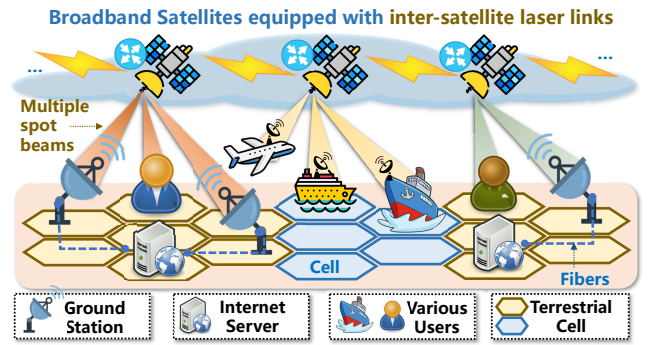 Broadband Satellites equipped with inter-satellite laser links
...
...
Multiple
spot
beams
Cell
Fibers
Ground
Station
Internet
Server
Various
Users
Terrestrial
Cell